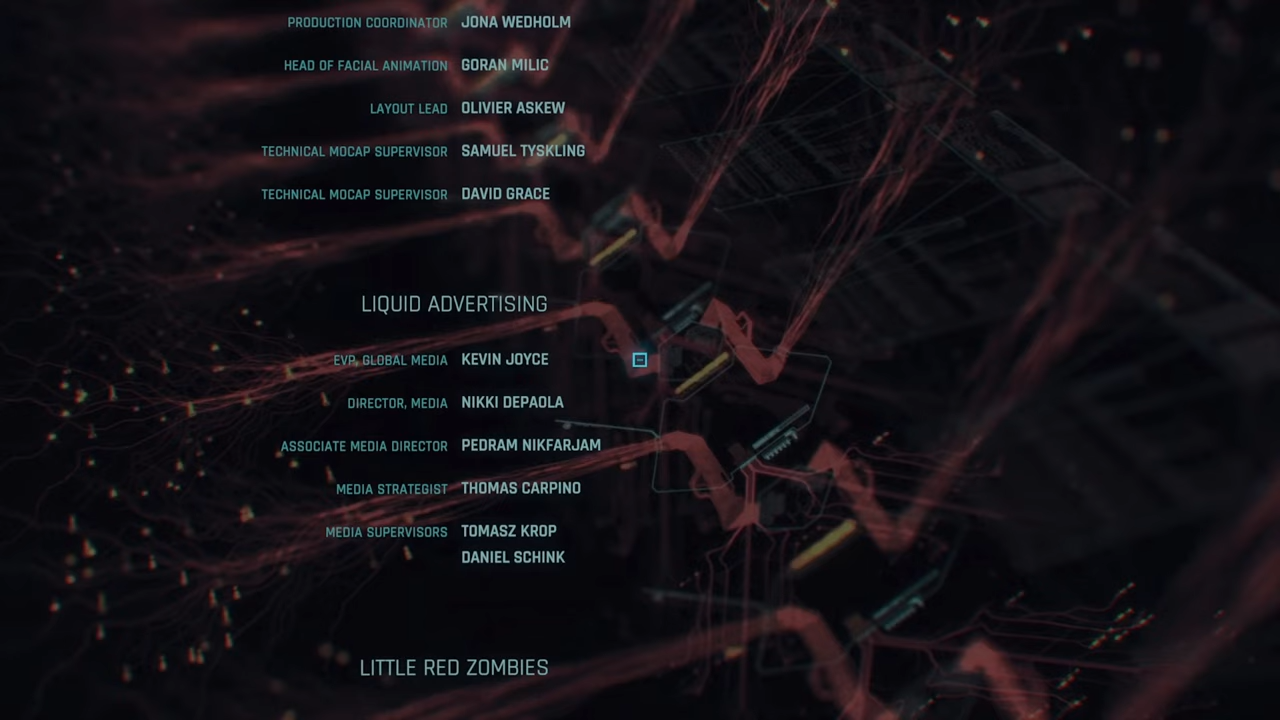 PRODUCTION COORDINATOR JONA WEDHOLM
HEAD OF FACIAL ANIMATION GORAN MILIC
LAYOUT LEAD OLIVIER ASKEW
TECHNICAL MOCAP SUPERVISOR SAMUEL TYSKLING
TECHNICAL MOCAP SUPERVISOR DAVID GRACE
LIQUID ADVERTISING
EVP, GLOBAL MEDIA KEVIN JOYCE
DIRECTOR, MEDIA NIKKI DEPAOLA
ASSOCIATE MEDIA DIRECTOR PEDRAM NIKFARJAM
MEDIA STRATEGIST THOMAS CARPINO
MEDIA SUPERVISORS TOMASZ KROP
DANIEL SCHINK
LITTLE RED ZOMBIES